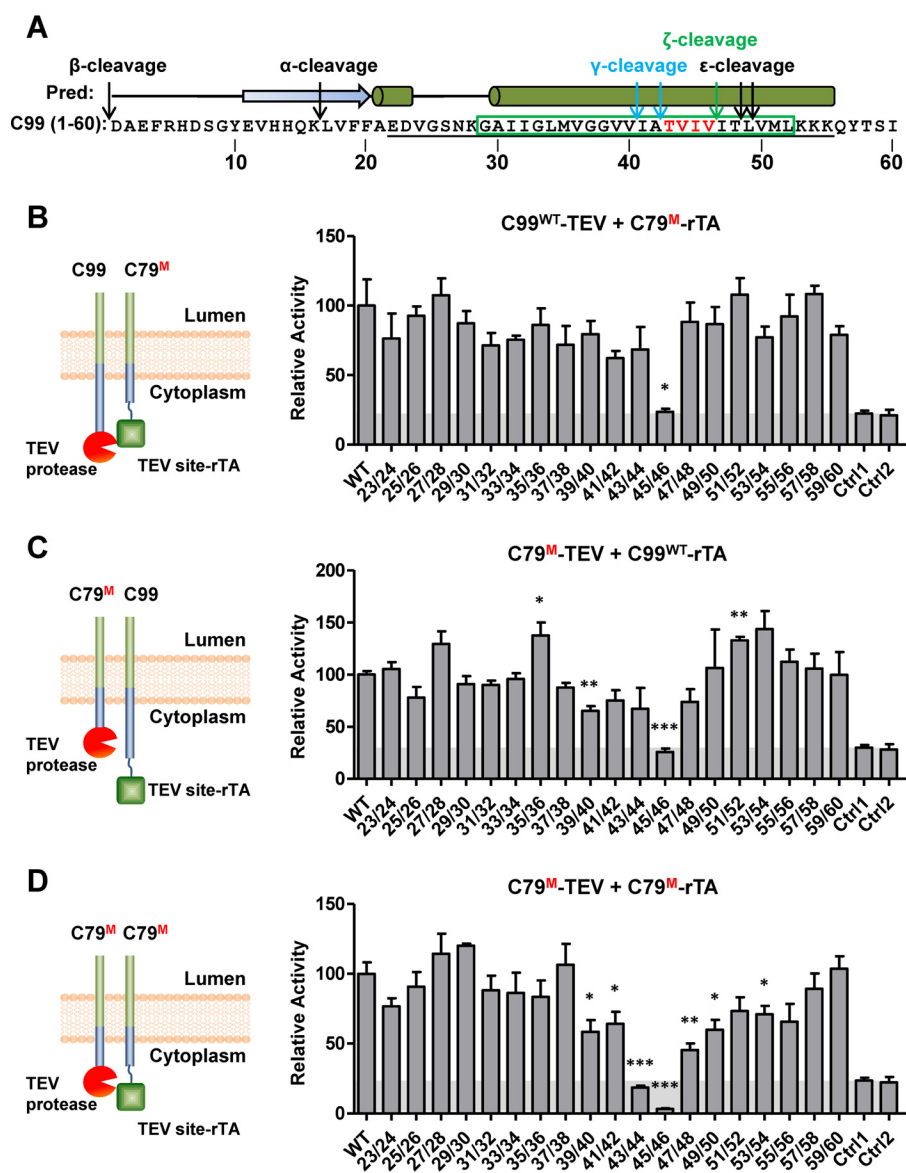 A
β-cleavage
α-cleavage
ζ-cleavage
γ-cleavage
ε-cleavage
Pred:
C99 (1-60): DAEFRHDSGYEVHHQKLVFFAEDVGSNKGAIIGLMVGGVVIATVIVITLVMLKKKQYTSI
10 20 30 40 50 60
B
C99 C79M
Lumen
Cytoplasm
TEV protease
TEV site-rTA
C99WT-TEV + C79M-rTA
Relative Activity
150
100
50
0
*
WT 23/24 25/26 27/28 29/30 31/32 33/34 35/36 37/38 39/40 41/42 43/44 45/46 47/48 49/50 51/52 53/54 55/56 57/58 59/60 Ctrl1 Ctrl2
C
C79M C99
Lumen
Cytoplasm
TEV protease
TEV site-rTA
C79M-TEV + C99WT-rTA
Relative Activity
200
150
100
50
0
* ** *** **
WT 23/24 25/26 27/28 29/30 31/32 33/34 35/36 37/38 39/40 41/42 43/44 45/46 47/48 49/50 51/52 53/54 55/56 57/58 59/60 Ctrl1 Ctrl2
D
C79M C79M
Lumen
Cytoplasm
TEV protease
TEV site-rTA
C79M-TEV + C79M-rTA
Relative Activity
150
100
50
0
* * *** *** ** * *
WT 23/24 25/26 27/28 29/30 31/32 33/34 35/36 37/38 39/40 41/42 43/44 45/46 47/48 49/50 51/52 53/54 55/56 57/58 59/60 Ctrl1 Ctrl2